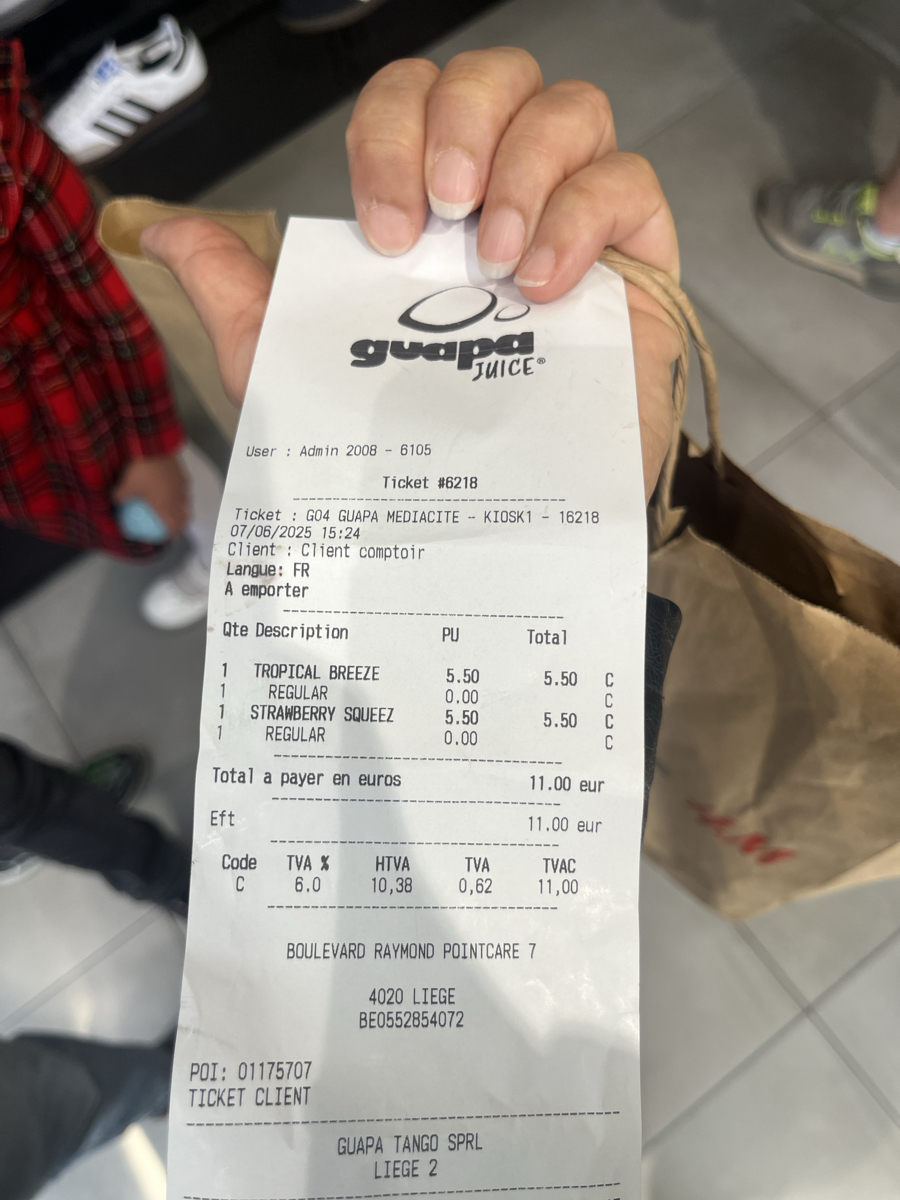 guapa
JUICE®
User : Admin 2008 - 6105
Ticket #6218
Ticket : G04 GUAPA MEDIACITE - KIOSK1 - 16218
07/06/2025 15:24
Client : Client comptoir
Langue: FR
A emporter
Qte Description PU Total
1 TROPICAL BREEZE 5.50 5.50 C
1 REGULAR 0.00 C
1 STRAWBERRY SQUEEZ 5.50 5.50 C
1 REGULAR 0.00 C
Total a payer en euros 11.00 eur
Eft 11.00 eur
Code TVA % HTVA TVA TVAC
C 6.0 10,38 0,62 11,00
BOULEVARD RAYMOND POINTCARE 7
4020 LIEGE
BE0552854072
POI: 01175707
TICKET CLIENT
GUAPA TANGO SPRL
LIEGE 2